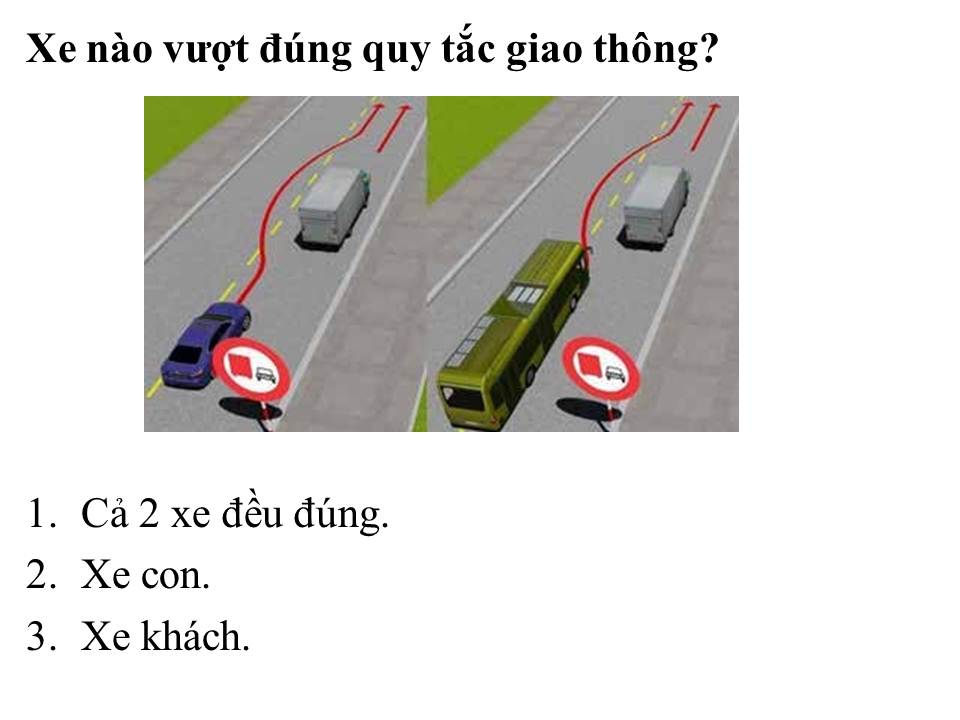 Xe nào vượt đúng quy tắc giao thông?
1. Cả 2 xe đều đúng.
2. Xe con.
3. Xe khách.